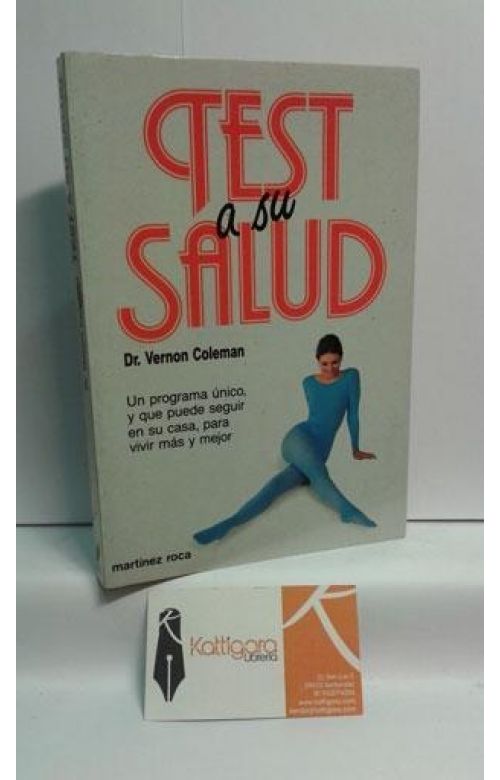 TEST
a su
SALUD
Dr. Vernon Coleman
Un programa único,
y que puede seguir
en su casa, para
vivir más y mejor
martínez roca
Kattigara
Librería